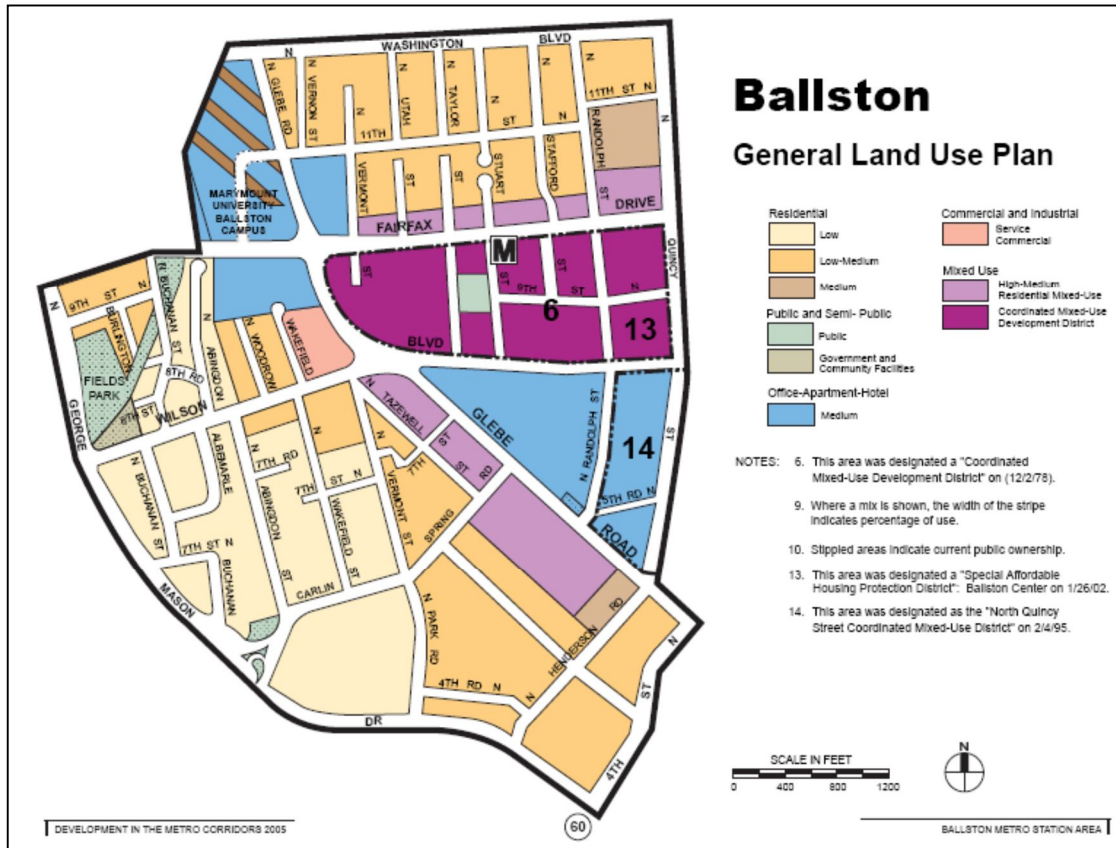 Ballston
General Land Use Plan
Residential
Low
Low-Medium
Medium
Public and Semi- Public
Public
Government and
Community Facilities
Office-Apartment-Hotel
Medium
Commercial and Industrial
Service
Commercial
Mixed Use
High-Medium
Residential Mixed-Use
Coordinated Mixed-Use
Development District
NOTES: 6. This area was designated a "Coordinated
Mixed-Use Development District" on (12/2/78).
9. Where a mix is shown, the width of the stripe
indicates percentage of use.
10. Stippled areas indicate current public ownership.
13. This area was designated a "Special Affordable
Housing Protection District": Ballston Center on 1/26/02.
14. This area was designated as the "North Quincy
Street Coordinated Mixed-Use District" on 2/4/95.
SCALE IN FEET
0 400 800 1200
N
N WASHINGTON BLVD
N GLEBE RD
N VERNON ST
N UTAH
N TAYLOR
N
N
N
11TH ST N
N 11TH ST N
RANDOLPH ST
STAFFORD
STUART
ST
ST
VERMONT
MARYMOUNT
UNIVERSITY
BALLSTON
CAMPUS
FAIRFAX DRIVE
M
N QUINCY ST
ST
ST
ST
9TH ST N
6
13
BLVD
N 9TH ST N
BURLINGTON
N BUCHANAN ST
N ABINGDON
N WOODROW
WAKEFIELD
8TH RD
FIELDS
PARK
6TH ST
WILSON
GEORGE MASON DR
N TAZEWELL ST
N GLEBE ROAD
N RANDOLPH ST
14
5TH RD N
ST RD
N ALBEMARLE
N 7TH RD
7TH ST N
N
7TH
N BUCHANAN ST
ABINGDON ST
WAKEFIELD ST
VERMONT ST
SPRING
7TH ST N
BUCHANAN
CARLIN
N PARK RD
N HENDERSON RD
4TH RD N
4TH ST N
DEVELOPMENT IN THE METRO CORRIDORS 2005
60
BALLSTON METRO STATION AREA